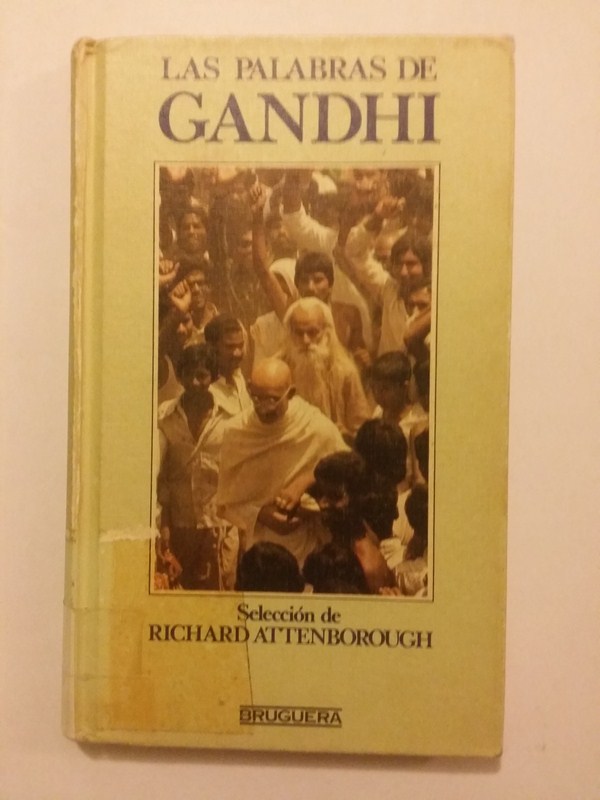 LAS PALABRAS DE
GANDHI
Selección de
RICHARD ATTENBOROUGH
BRUGUERA